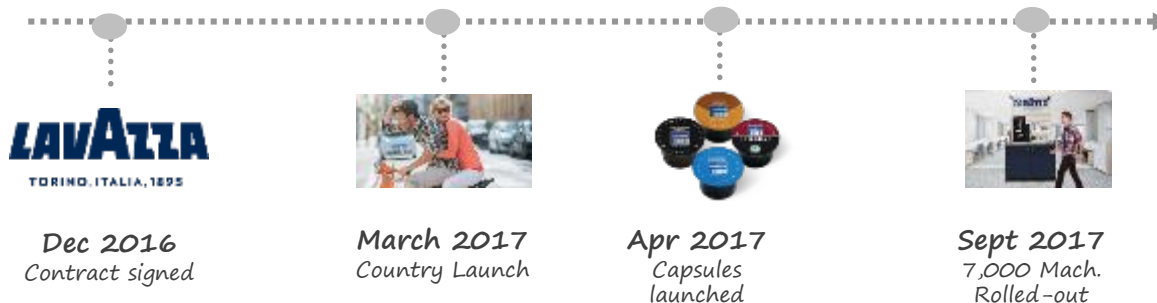 LAVAZZA
TORINO, ITALIA, 1895
Dec 2016
Contract signed
March 2017
Country Launch
Apr 2017
Capsules
launched
Sept 2017
7,000 Mach.
Rolled-out